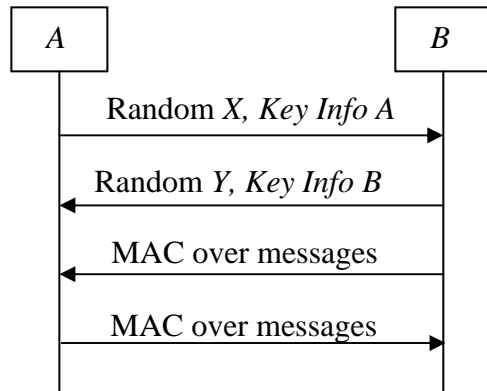 A
B
Random X, Key Info A
Random Y, Key Info B
MAC over messages
MAC over messages